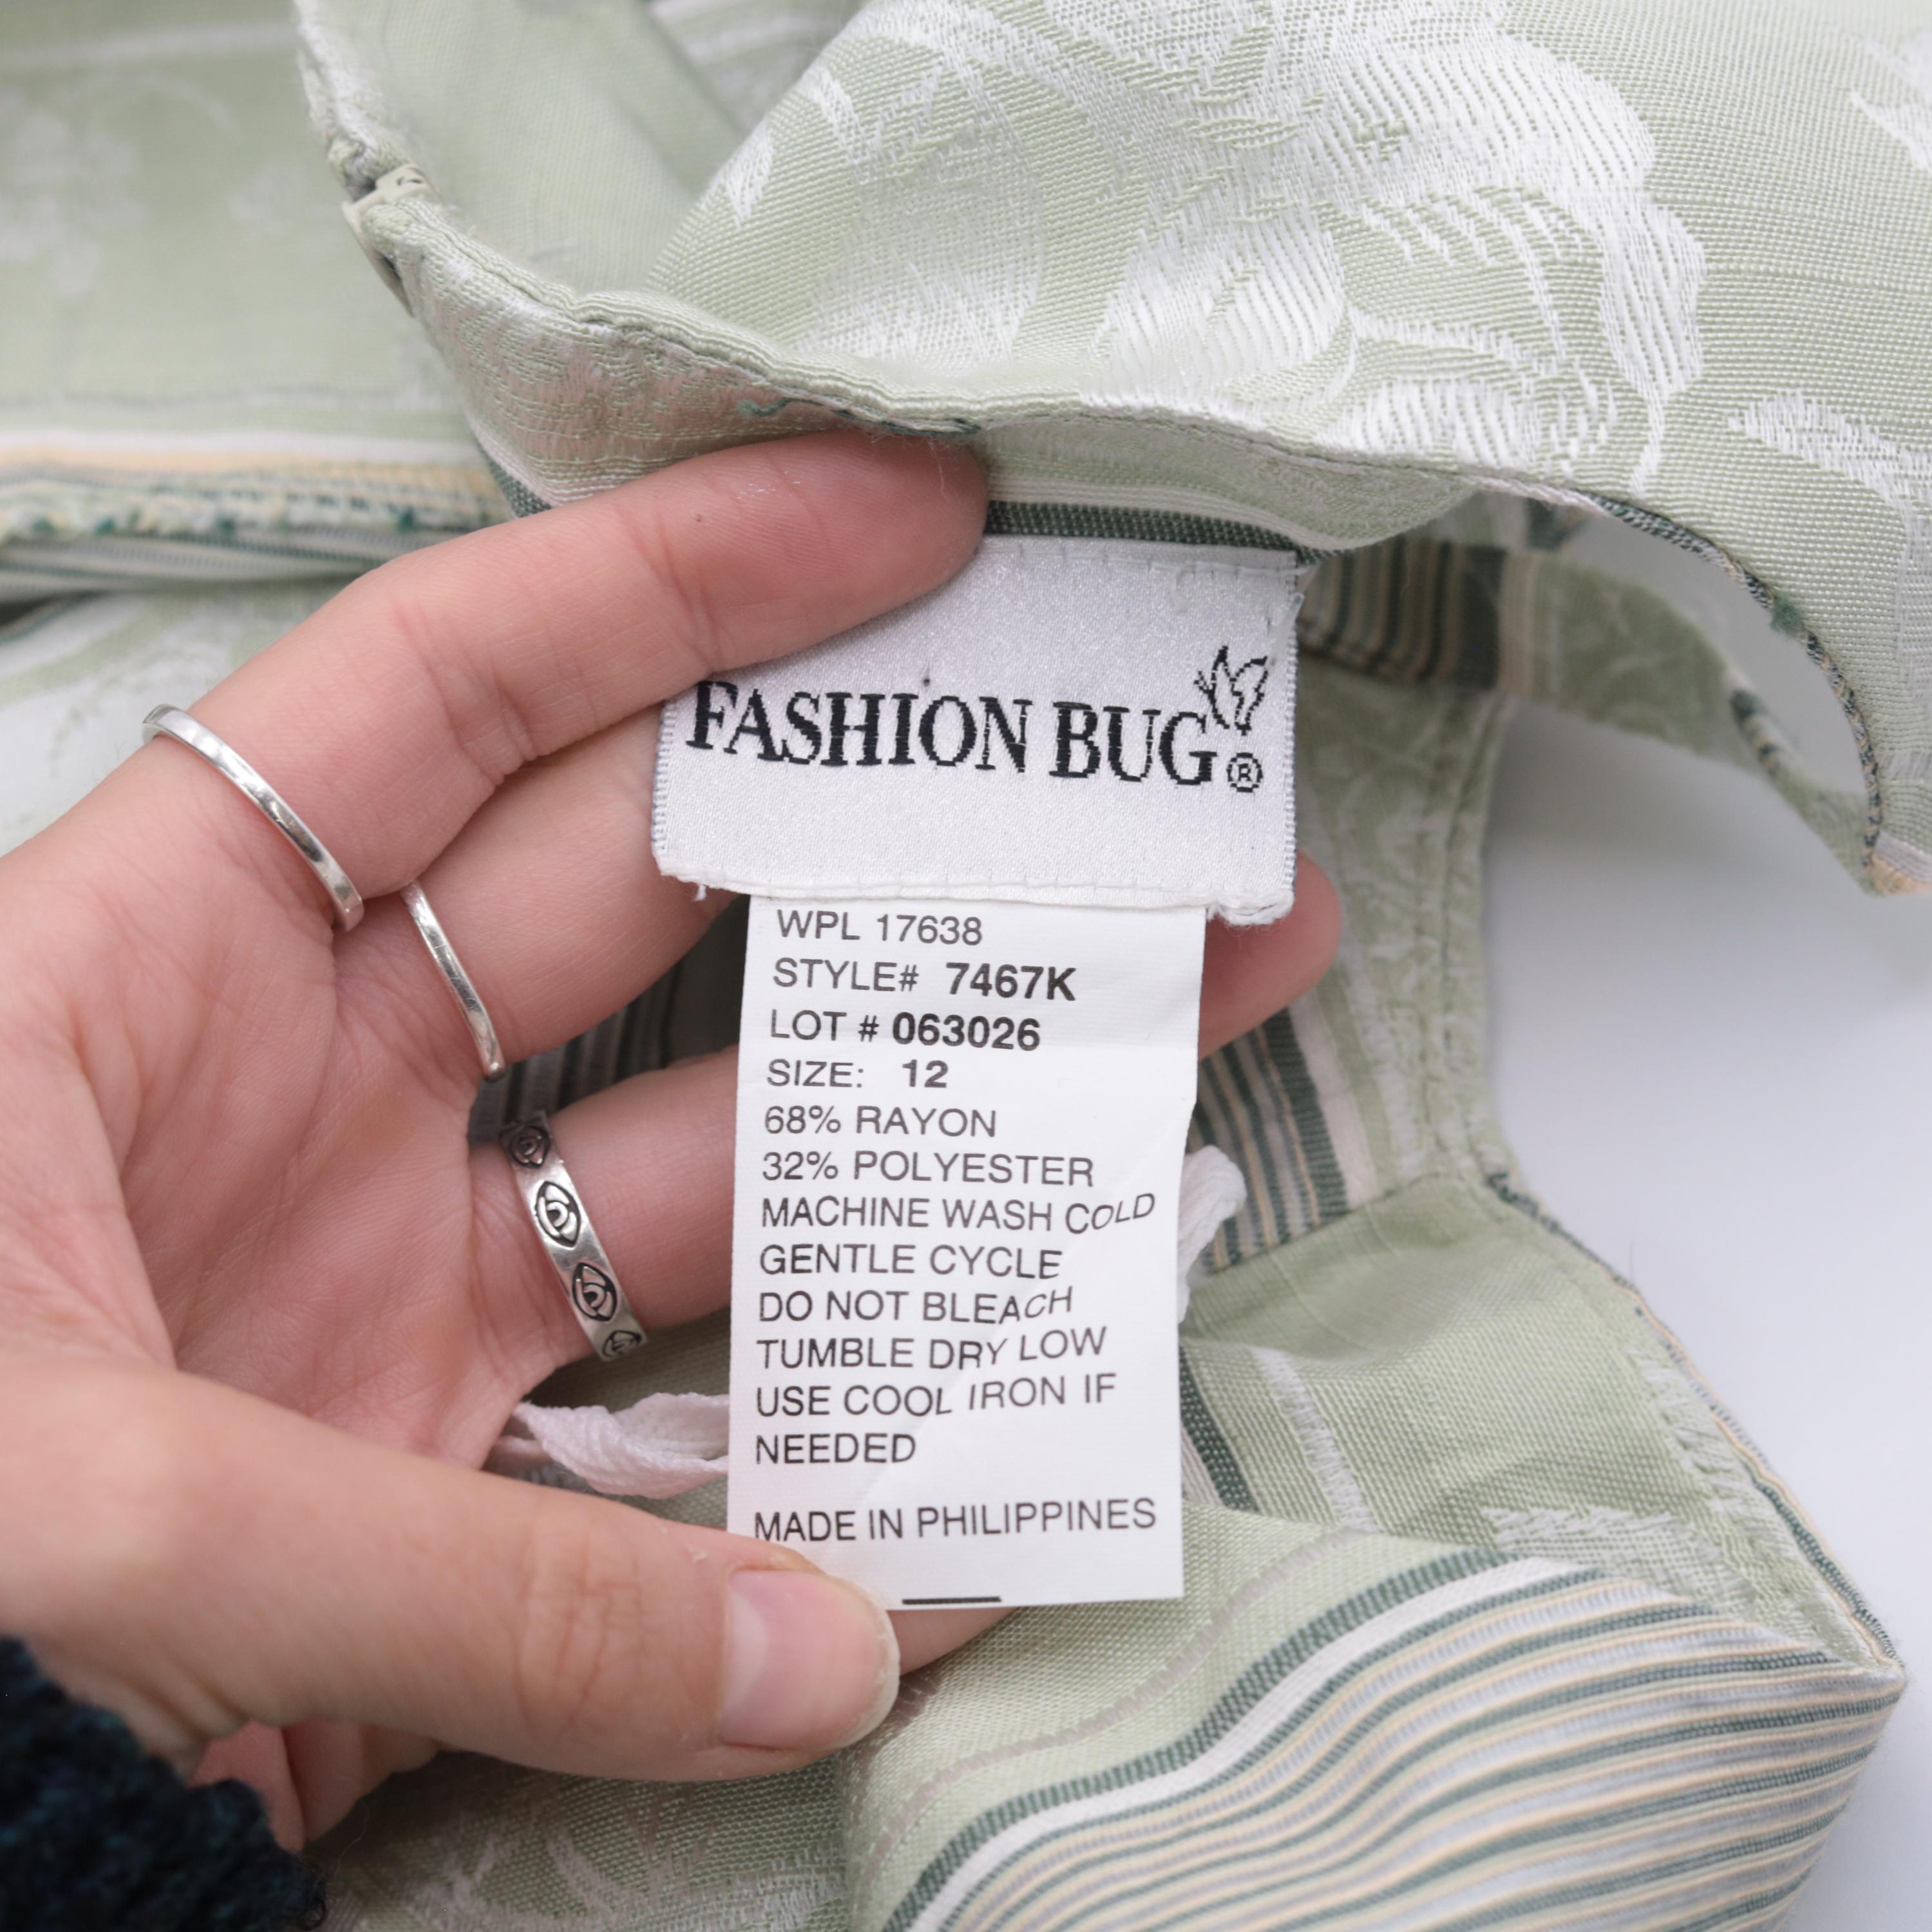 FASHION BUG®
WPL 17638
STYLE# 7467K
LOT # 063026
SIZE: 12
68% RAYON
32% POLYESTER
MACHINE WASH COLD
GENTLE CYCLE
DO NOT BLEACH
TUMBLE DRY LOW
USE COOL IRON IF
NEEDED
MADE IN PHILIPPINES